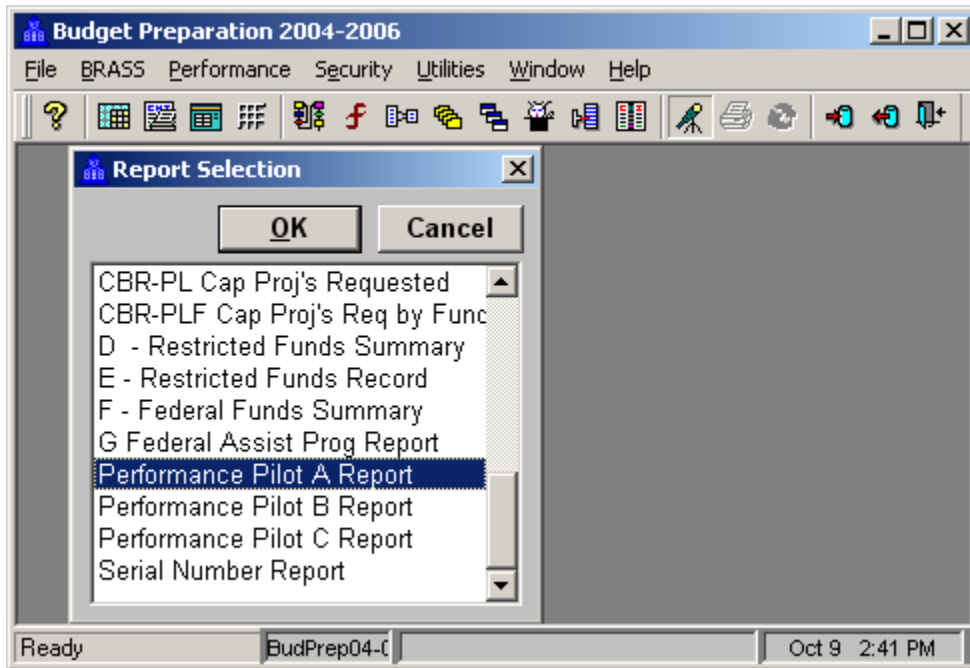 Budget Preparation 2004-2006
File BRASS Performance Security Utilities Window Help
Report Selection
OK Cancel
CBR-PL Cap Proj's Requested
CBR-PLF Cap Proj's Req by Func
D - Restricted Funds Summary
E - Restricted Funds Record
F - Federal Funds Summary
G Federal Assist Prog Report
Performance Pilot A Report
Performance Pilot B Report
Performance Pilot C Report
Serial Number Report
Ready BudPrep04-0 Oct 9 2:41 PM